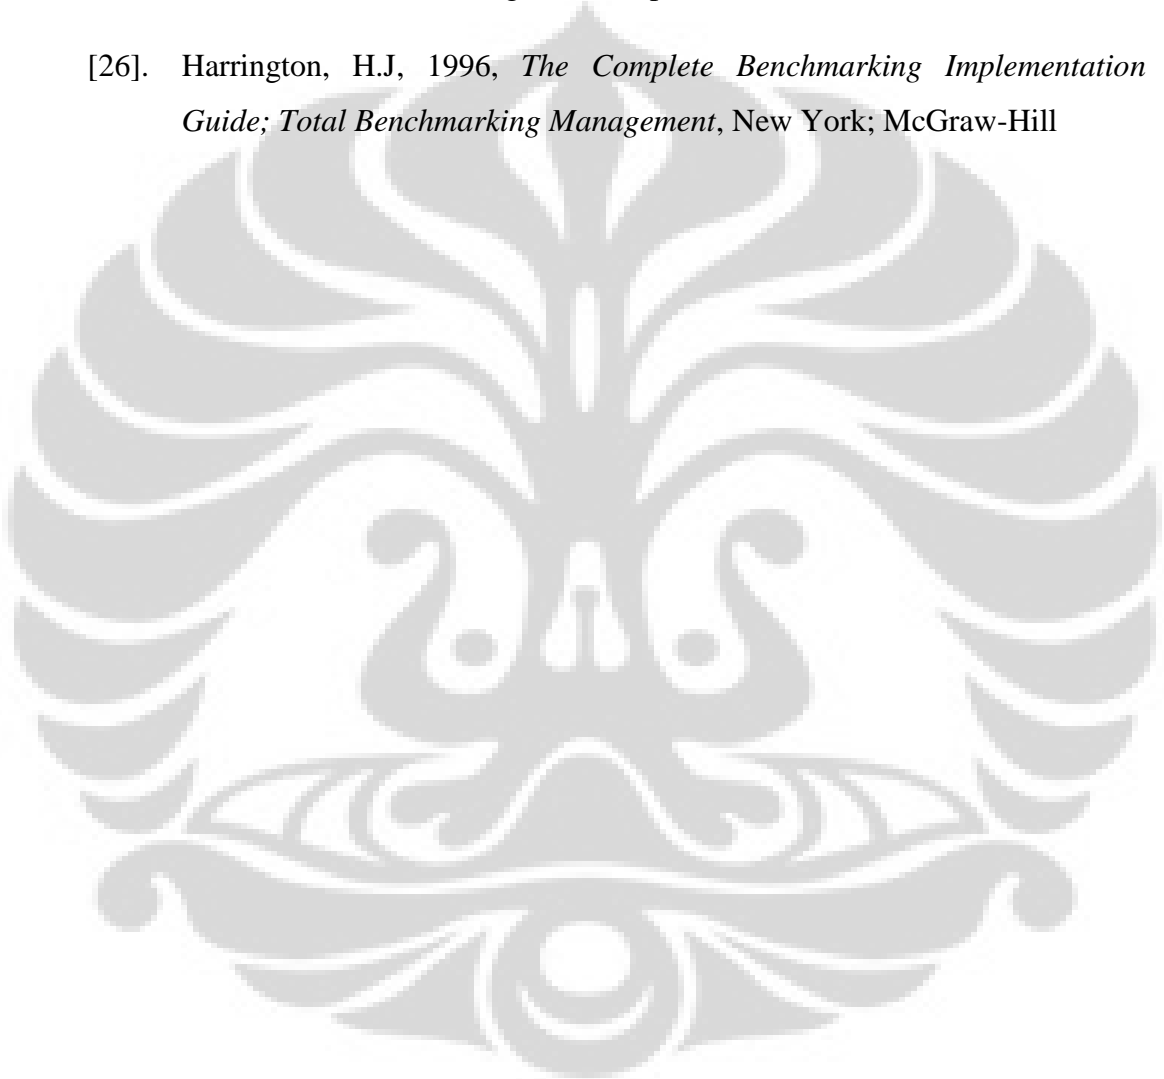 [26]. Harrington, H.J, 1996, The Complete Benchmarking Implementation
Guide; Total Benchmarking Management, New York; McGraw-Hill